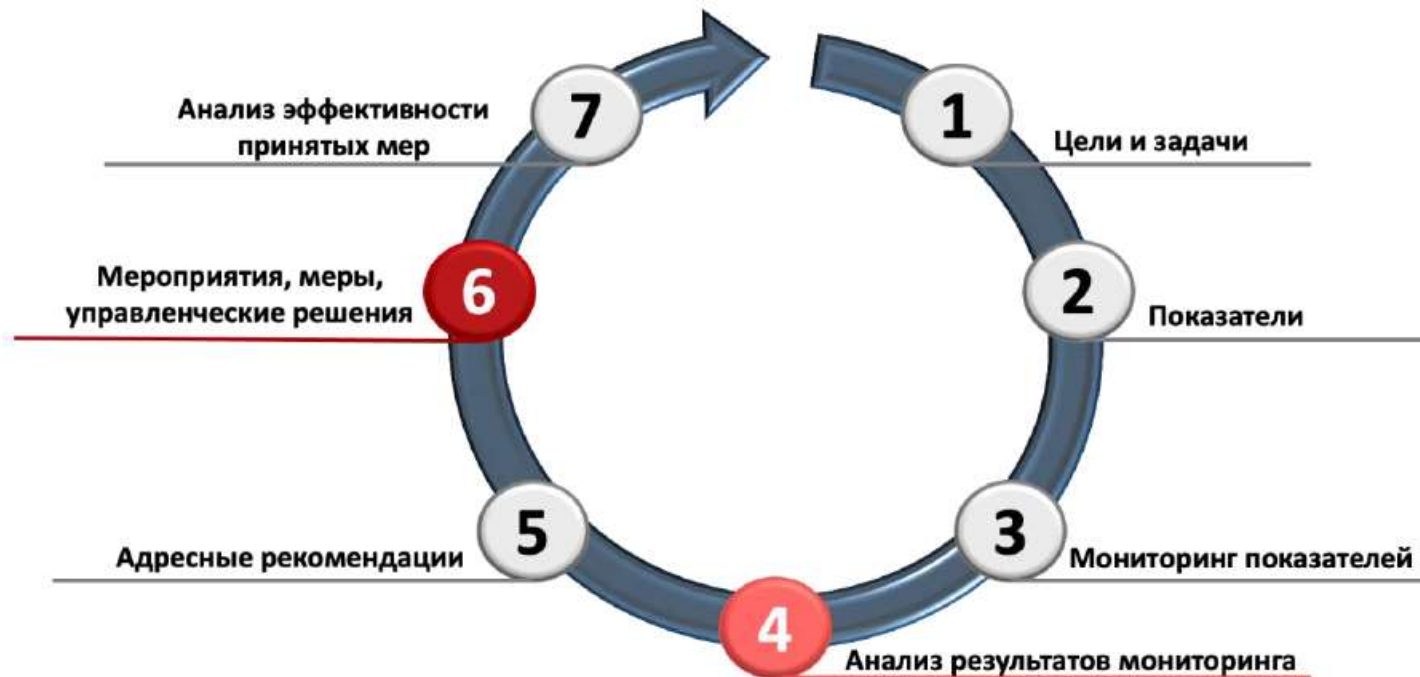 1
Цели и задачи
2
Показатели
3
Мониторинг показателей
4
Анализ результатов мониторинга
5
Адресные рекомендации
6
Мероприятия, меры,
управленческие решения
7
Анализ эффективности
принятых мер